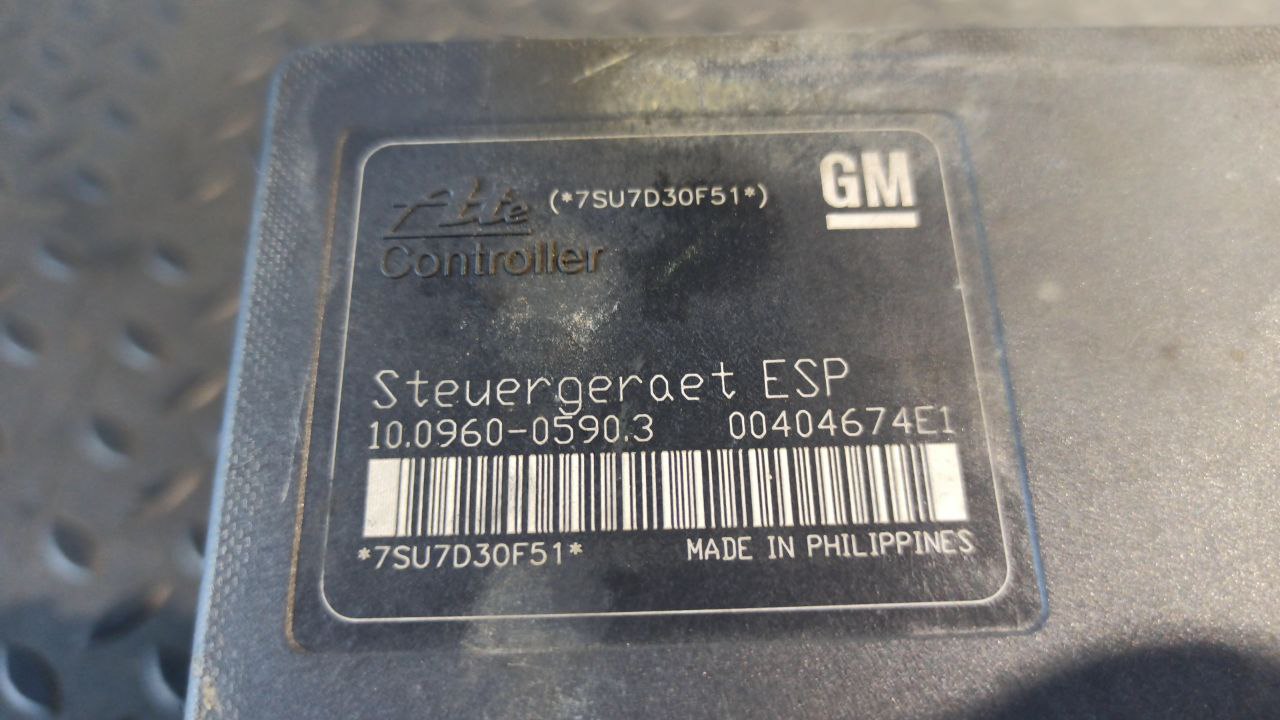 Ate (*7SU7D30F51*)
GM
Controller
Steuergeraet ESP
10.0960-0590.3 00404674E1
*7SU7D30F51* MADE IN PHILIPPINES